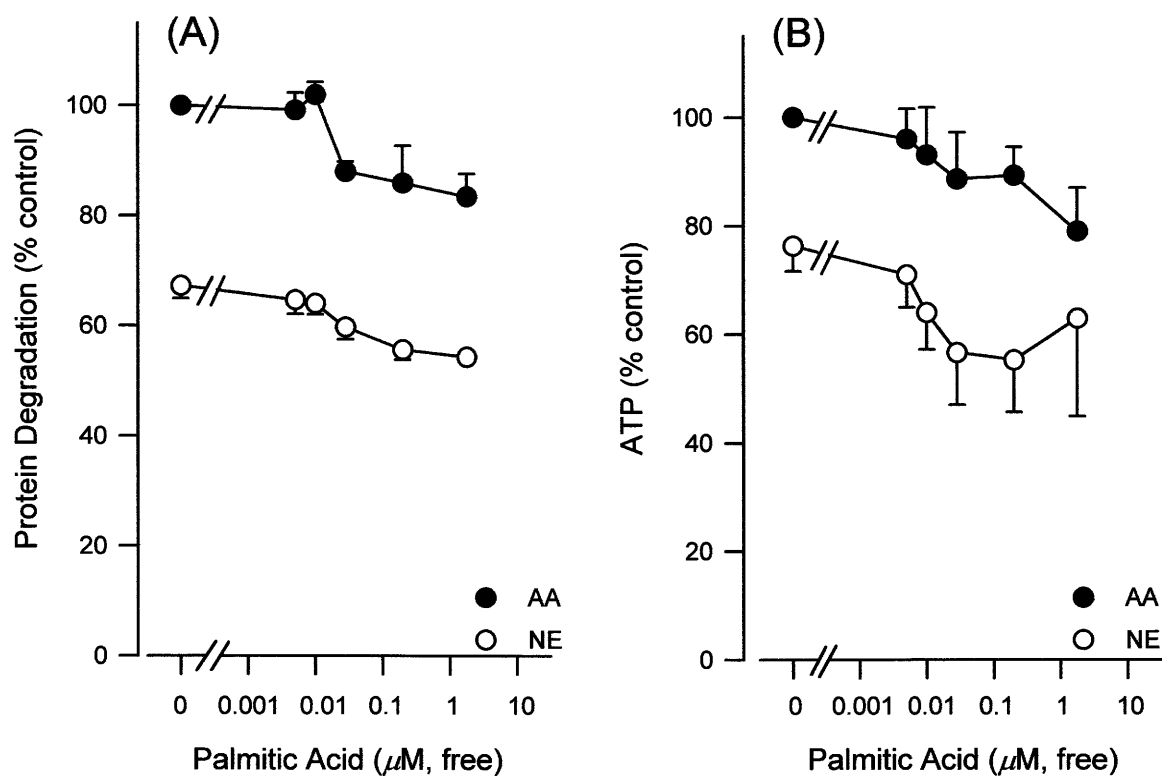 (A)
Protein Degradation (% control)
100
80
60
40
20
0
AA
NE
0 0.001 0.01 0.1 1 10
Palmitic Acid (μM, free)
(B)
ATP (% control)
100
80
60
40
20
0
AA
NE
0 0.001 0.01 0.1 1 10
Palmitic Acid (μM, free)